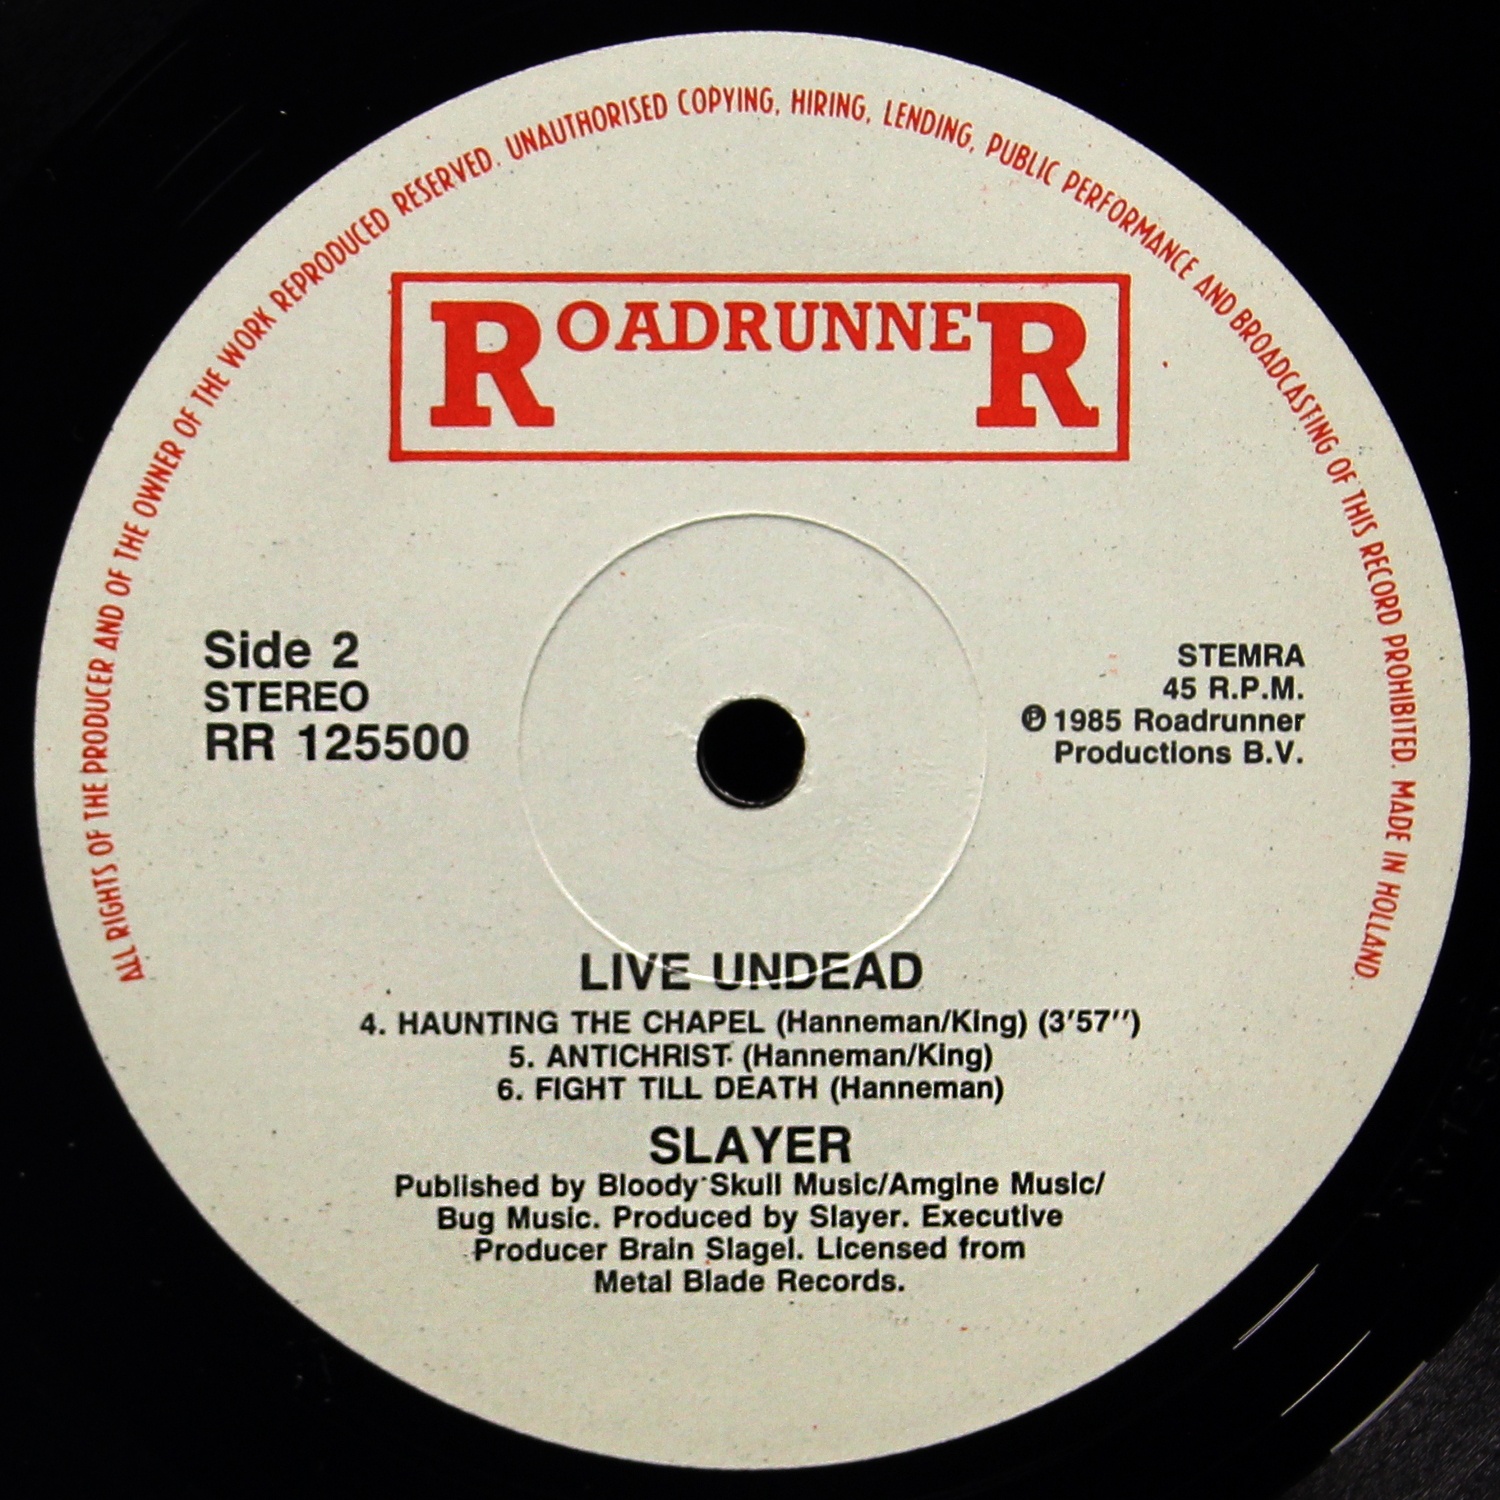 ALL RIGHTS OF THE PRODUCER AND OF THE OWNER OF THE WORK REPRODUCED RESERVED. UNAUTHORISED COPYING, HIRING, LENDING, PUBLIC PERFORMANCE AND BROADCASTING OF THIS RECORD PROHIBITED. MADE IN HOLLAND.
ROADRUNNER
Side 2
STEREO
RR 125500
STEMRA
45 R.P.M.
℗ 1985 Roadrunner
Productions B.V.
LIVE UNDEAD
4. HAUNTING THE CHAPEL (Hanneman/King) (3'57'')
5. ANTICHRIST (Hanneman/King)
6. FIGHT TILL DEATH (Hanneman)
SLAYER
Published by Bloody Skull Music/Amgine Music/
Bug Music. Produced by Slayer. Executive
Producer Brain Slagel. Licensed from
Metal Blade Records.